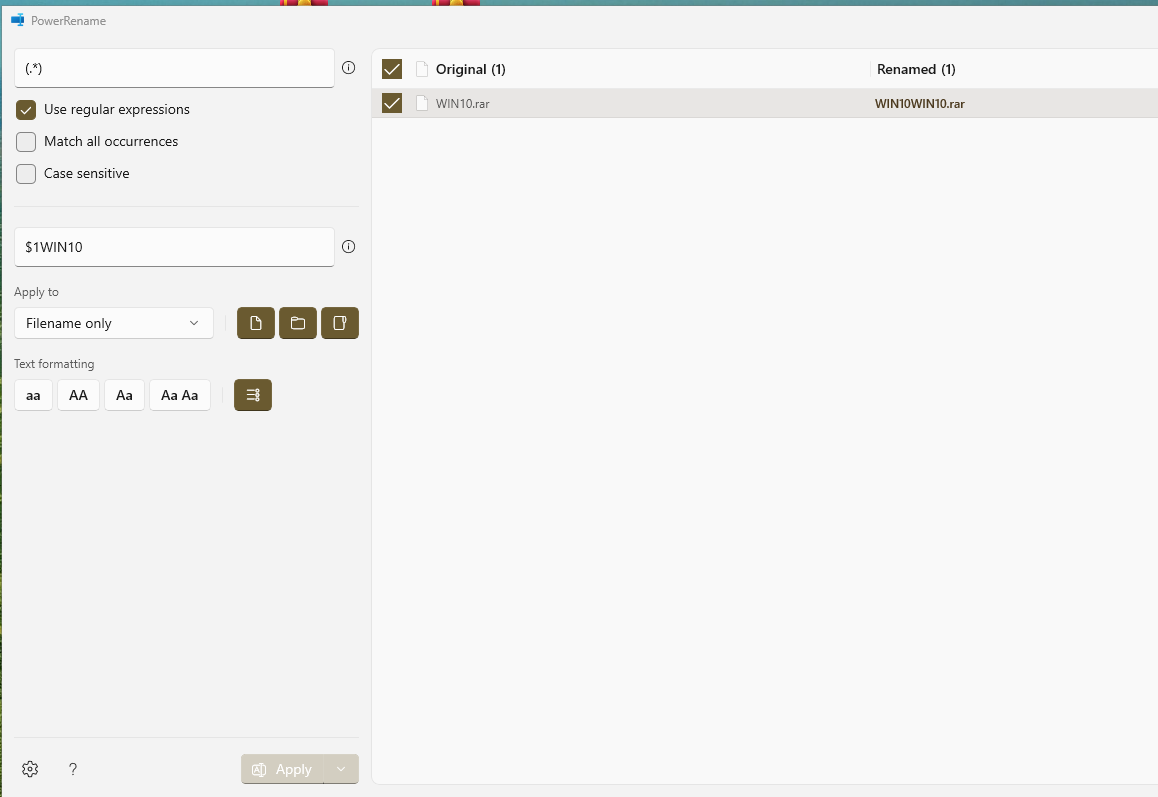 PowerRename
(.*)
Use regular expressions
Match all occurrences
Case sensitive
$1WIN10
Apply to
Filename only
Text formatting
aa AA Aa Aa Aa
? Apply
Original (1) Renamed (1)
WIN10.rar WIN10WIN10.rar